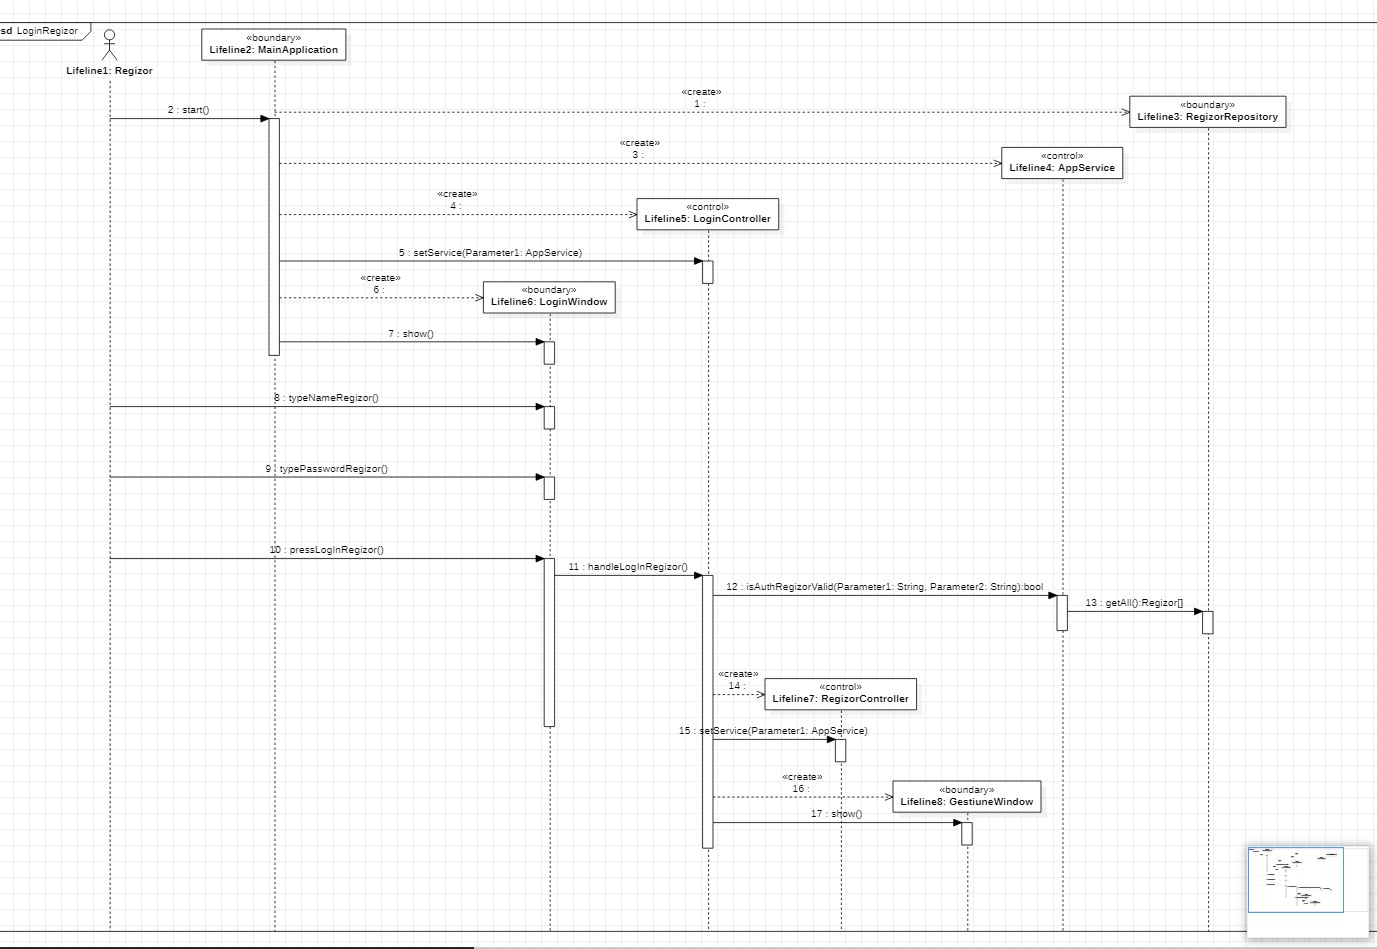 sd LoginRegizor
«boundary»
Lifeline2: MainApplication
Lifeline1: Regizor
«create»
1 :
«boundary»
Lifeline3: RegizorRepository
2 : start()
«create»
3 :
«control»
Lifeline4: AppService
«create»
4 :
«control»
Lifeline5: LoginController
5 : setService(Parameter1: AppService)
«create»
6 :
«boundary»
Lifeline6: LoginWindow
7 : show()
8 : typeNameRegizor()
9 : typePasswordRegizor()
10 : pressLogInRegizor()
11 : handleLogInRegizor()
12 : isAuthRegizorValid(Parameter1: String, Parameter2: String):bool
13 : getAll():Regizor[]
«create»
14 :
«control»
Lifeline7: RegizorController
15 : setService(Parameter1: AppService)
«create»
16 :
«boundary»
Lifeline8: GestiuneWindow
17 : show()